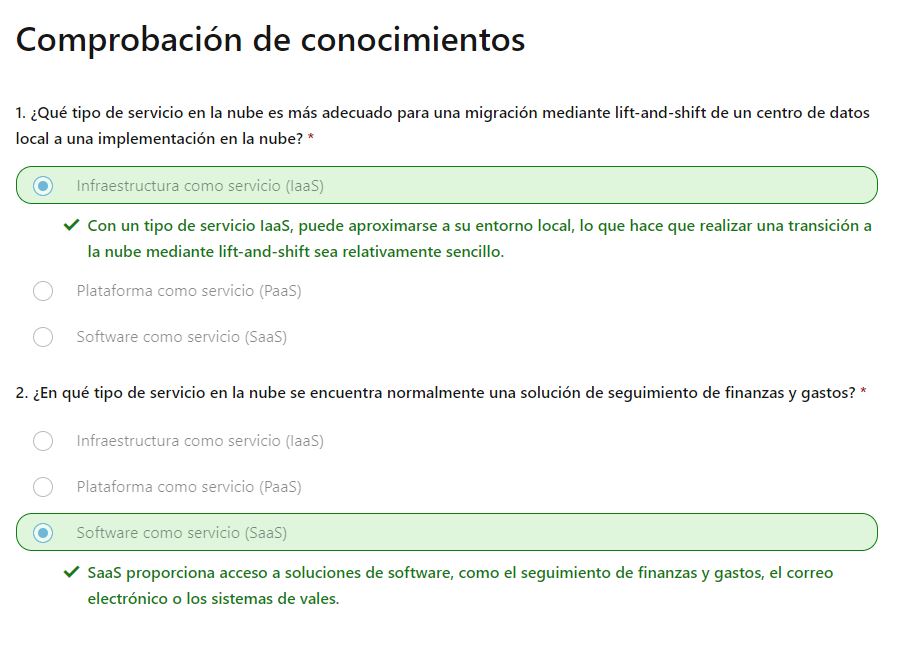 Comprobación de conocimientos
1. ¿Qué tipo de servicio en la nube es más adecuado para una migración mediante lift-and-shift de un centro de datos
local a una implementación en la nube? *
Infraestructura como servicio (IaaS)
Con un tipo de servicio IaaS, puede aproximarse a su entorno local, lo que hace que realizar una transición a
la nube mediante lift-and-shift sea relativamente sencillo.
Plataforma como servicio (PaaS)
Software como servicio (SaaS)
2. ¿En qué tipo de servicio en la nube se encuentra normalmente una solución de seguimiento de finanzas y gastos? *
Infraestructura como servicio (IaaS)
Plataforma como servicio (PaaS)
Software como servicio (SaaS)
SaaS proporciona acceso a soluciones de software, como el seguimiento de finanzas y gastos, el correo
electrónico o los sistemas de vales.